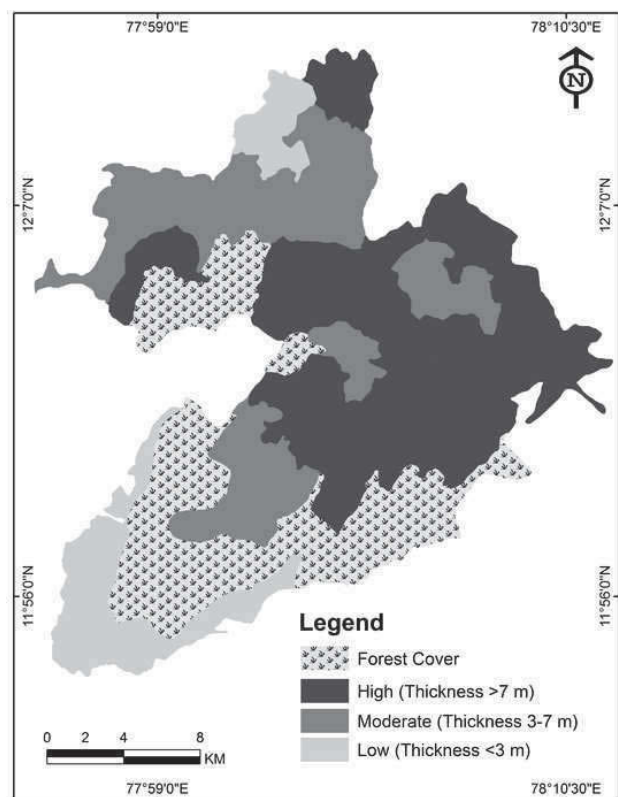 77°59'0"E 78°10'30"E
N
12°7'0"N 12°7'0"N
11°56'0"N 11°56'0"N
Legend
Forest Cover
High (Thickness >7 m)
Moderate (Thickness 3-7 m)
Low (Thickness <3 m)
0 2 4 8
KM
77°59'0"E 78°10'30"E